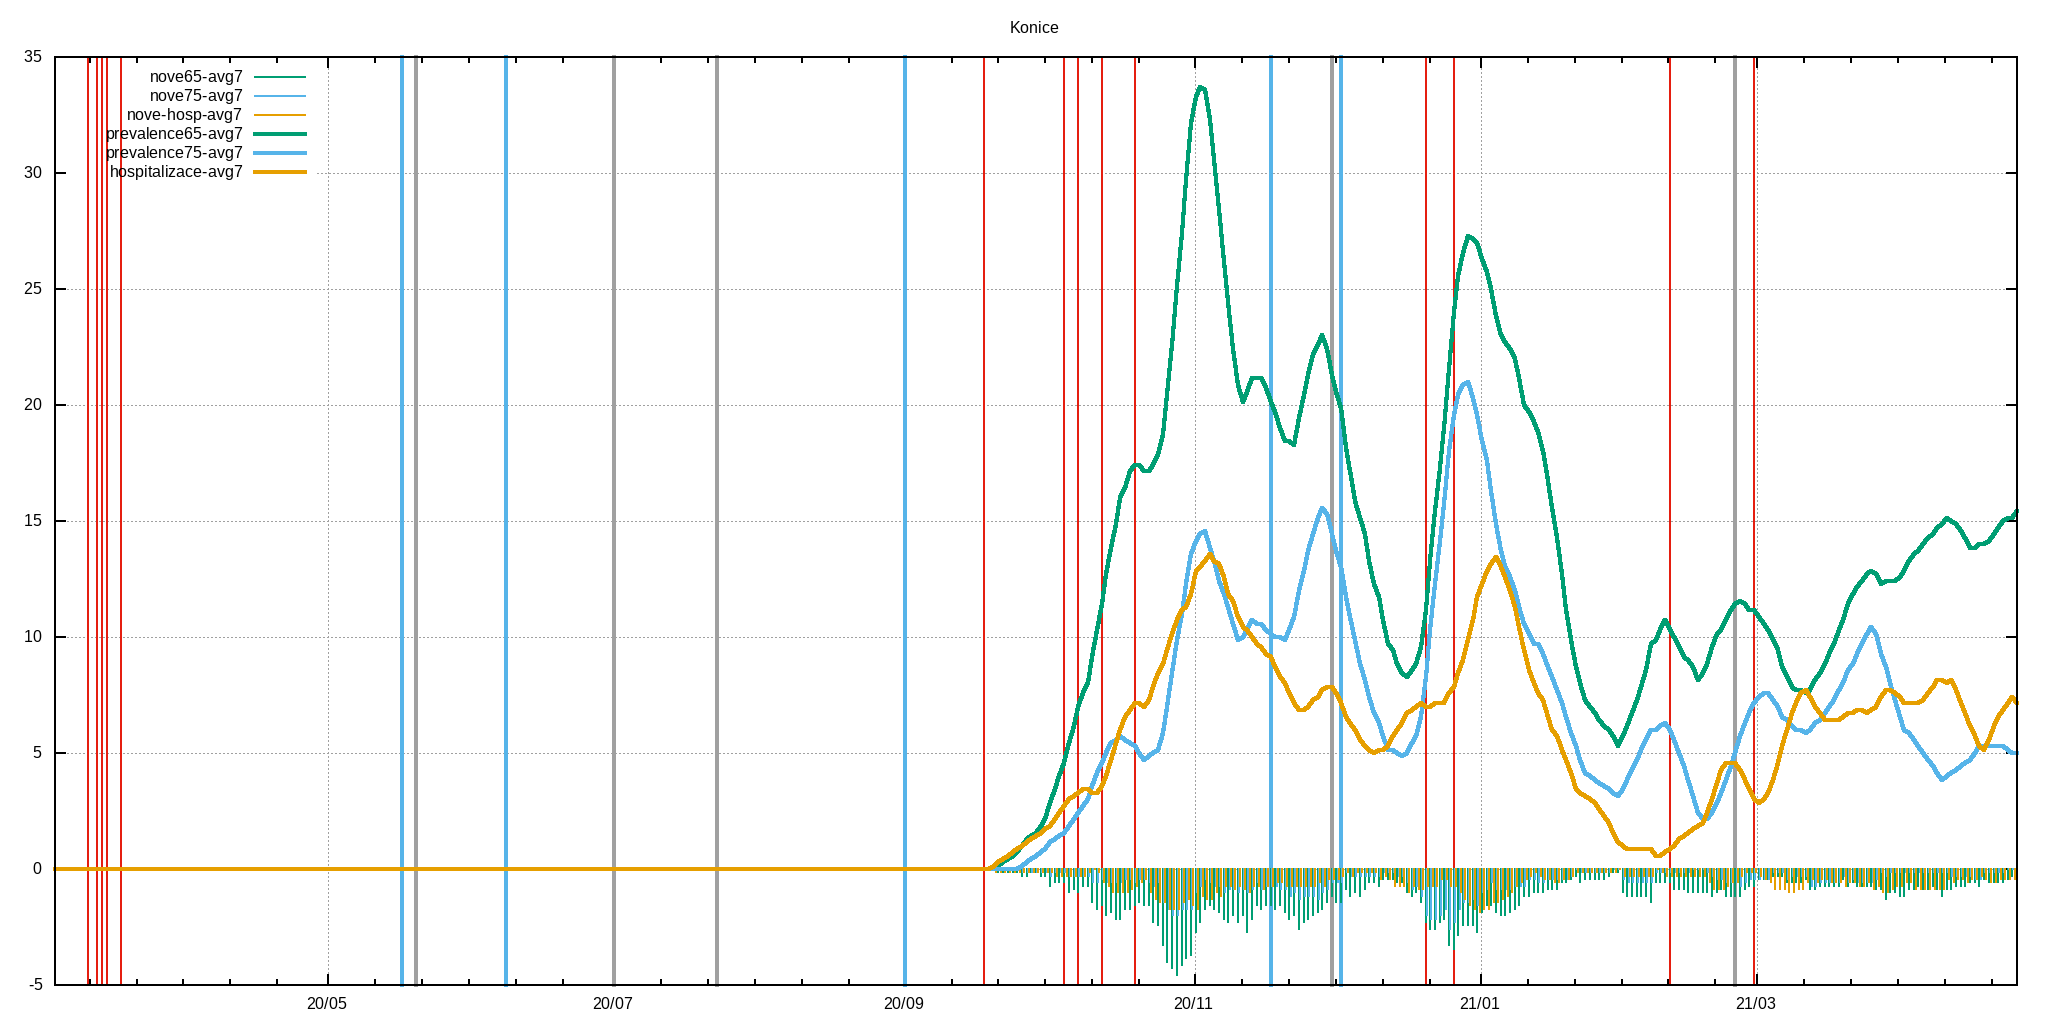 Konice
35
30
25
20
15
10
5
0
-5
nove65-avg7
nove75-avg7
nove-hosp-avg7
prevalence65-avg7
prevalence75-avg7
hospitalizace-avg7
20/05 20/07 20/09 20/11 21/01 21/03